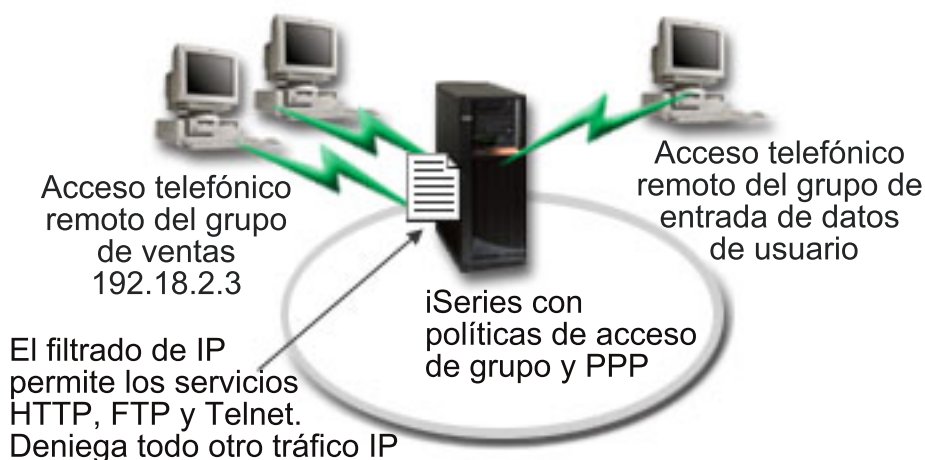 Acceso telefónico
remoto del grupo
de ventas
192.18.2.3
Acceso telefónico
remoto del grupo de
entrada de datos
de usuario
iSeries con
políticas de acceso
de grupo y PPP
El filtrado de IP
permite los servicios
HTTP, FTP y Telnet.
Deniega todo otro tráfico IP